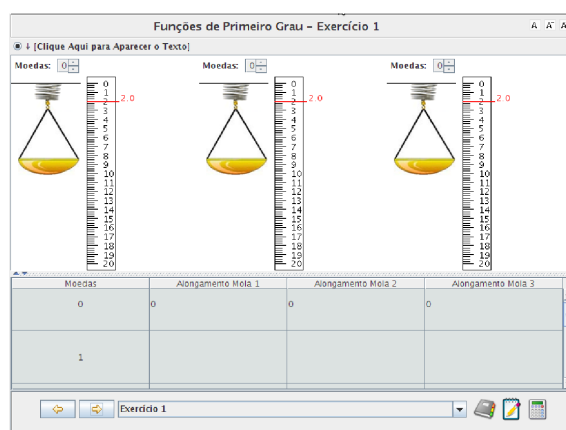 Funções de Primeiro Grau – Exercício 1
A A A
↓ [Clique Aqui para Aparecer o Texto]
Moedas: 0 Moedas: 0 Moedas: 0
0 0 0
1 1 1
2 2.0 2 2.0 2 2.0
3 3 3
4 4 4
5 5 5
6 6 6
7 7 7
8 8 8
9 9 9
10 10 10
11 11 11
12 12 12
13 13 13
14 14 14
15 15 15
16 16 16
17 17 17
18 18 18
19 19 19
20 20 20
Moedas Alongamento Mola 1 Alongamento Mola 2 Alongamento Mola 3
0 0 0 0
1
Exercício 1